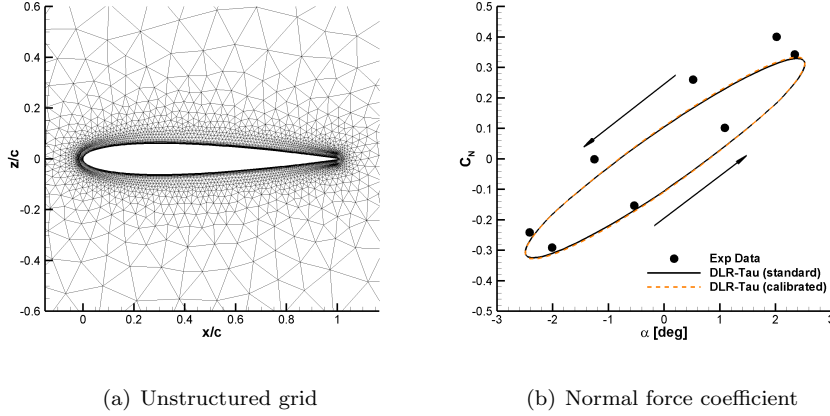 0.6
0.4
0.2
0
-0.2
-0.4
-0.6
z/c
0 0.2 0.4 0.6 0.8 1
x/c
0.5
0.4
0.3
0.2
0.1
0
-0.1
-0.2
-0.3
-0.4
-0.5
C_N
-3 -2 -1 0 1 2 3
α [deg]
Exp Data
DLR-Tau (standard)
DLR-Tau (calibrated)
(a) Unstructured grid
(b) Normal force coefficient